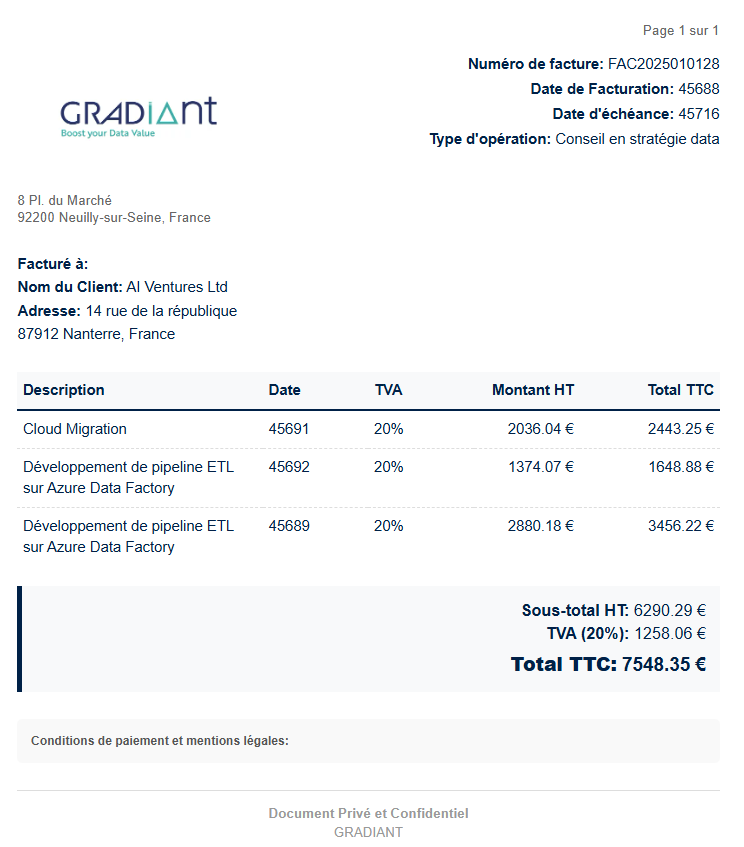 Page 1 sur 1
Numéro de facture: FAC2025010128
Date de Facturation: 45688
Date d'échéance: 45716
Type d'opération: Conseil en stratégie data
GRADIANT
Boost your Data Value
8 Pl. du Marché
92200 Neuilly-sur-Seine, France
Facturé à:
Nom du Client: AI Ventures Ltd
Adresse: 14 rue de la république
87912 Nanterre, France
Description Date TVA Montant HT Total TTC
Cloud Migration 45691 20% 2036.04 € 2443.25 €
Développement de pipeline ETL 45692 20% 1374.07 € 1648.88 €
sur Azure Data Factory
Développement de pipeline ETL 45689 20% 2880.18 € 3456.22 €
sur Azure Data Factory
Sous-total HT: 6290.29 €
TVA (20%): 1258.06 €
Total TTC: 7548.35 €
Conditions de paiement et mentions légales:
Document Privé et Confidentiel
GRADIANT